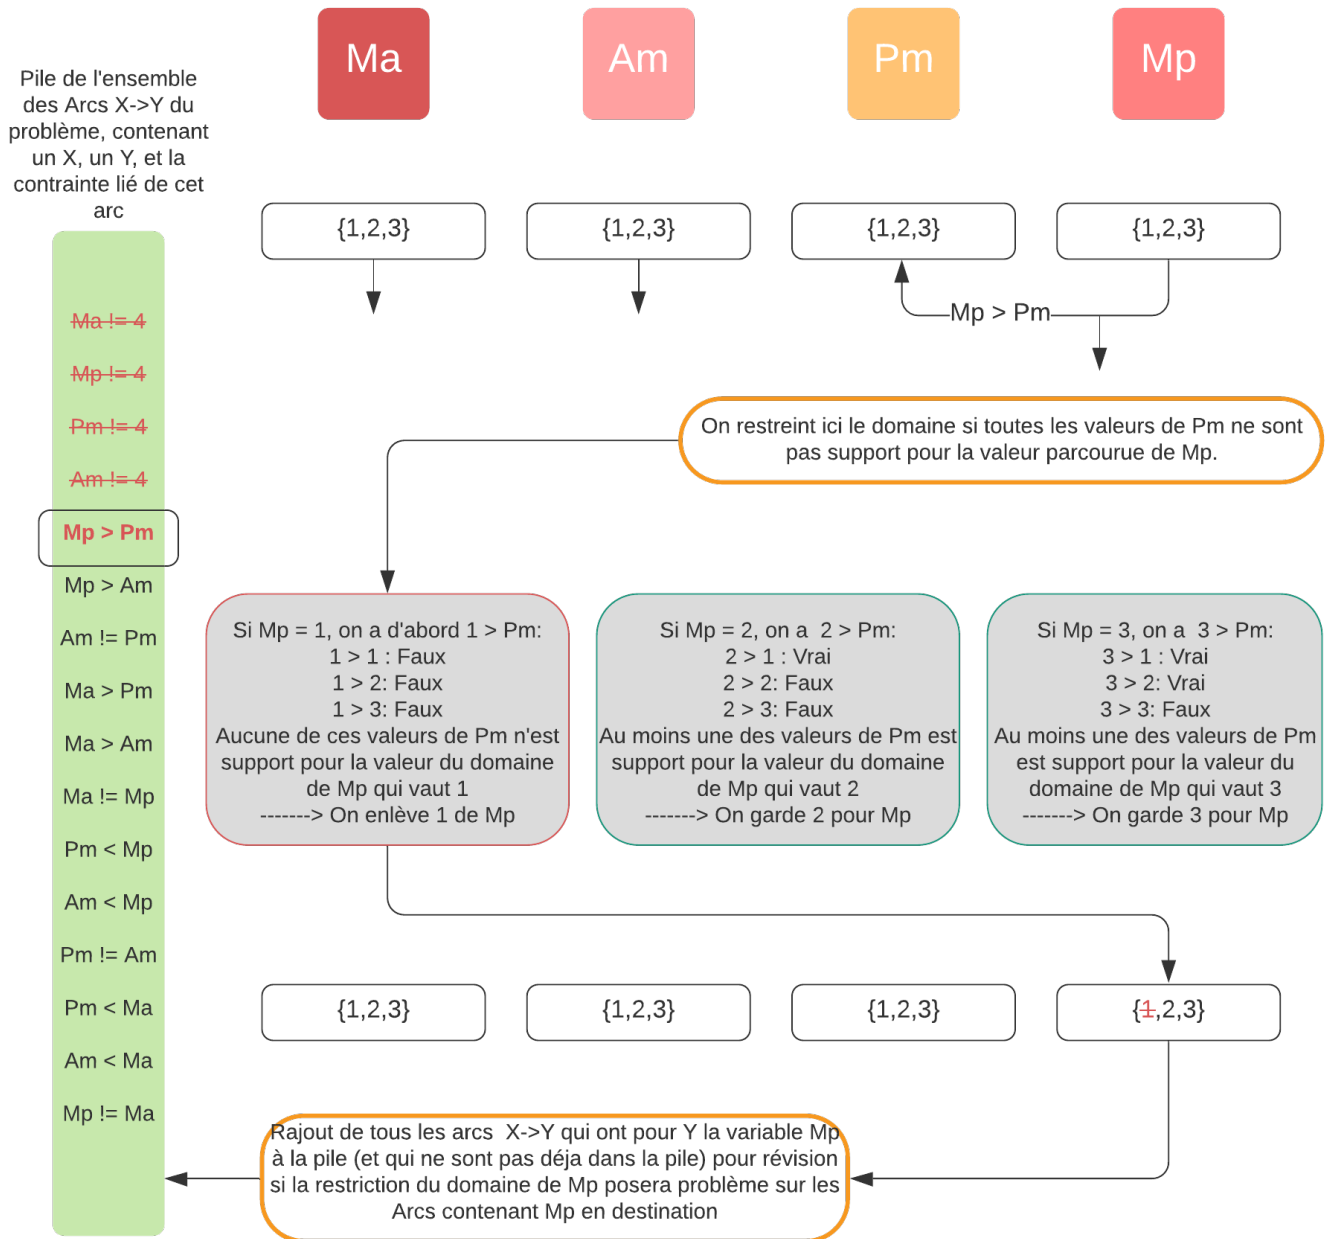 Ma
Am
Pm
Mp
Pile de l'ensemble
des Arcs X->Y du
problème, contenant
un X, un Y, et la
contrainte lié de cet
arc
{1,2,3}
{1,2,3}
{1,2,3}
{1,2,3}
Mp > Pm
Ma != 4
Mp != 4
Pm != 4
Am != 4
Mp > Pm
Mp > Am
Am != Pm
Ma > Pm
Ma > Am
Ma != Mp
Pm < Mp
Am < Mp
Pm != Am
Pm < Ma
Am < Ma
Mp != Ma
On restreint ici le domaine si toutes les valeurs de Pm ne sont
pas support pour la valeur parcourue de Mp.
Si Mp = 1, on a d'abord 1 > Pm:
1 > 1 : Faux
1 > 2: Faux
1 > 3: Faux
Aucune de ces valeurs de Pm n'est
support pour la valeur du domaine
de Mp qui vaut 1
-------> On enlève 1 de Mp
Si Mp = 2, on a  2 > Pm:
2 > 1 : Vrai
2 > 2: Faux
2 > 3: Faux
Au moins une des valeurs de Pm est
support pour la valeur du domaine
de Mp qui vaut 2
-------> On garde 2 pour Mp
Si Mp = 3, on a  3 > Pm:
3 > 1 : Vrai
3 > 2: Vrai
3 > 3: Faux
Au moins une des valeurs de Pm
est support pour la valeur du
domaine de Mp qui vaut 3
-------> On garde 3 pour Mp
{1,2,3}
{1,2,3}
{1,2,3}
{1,2,3}
Rajout de tous les arcs  X->Y qui ont pour Y la variable Mp
à la pile (et qui ne sont pas déja dans la pile) pour révision
si la restriction du domaine de Mp posera problème sur les
Arcs contenant Mp en destination